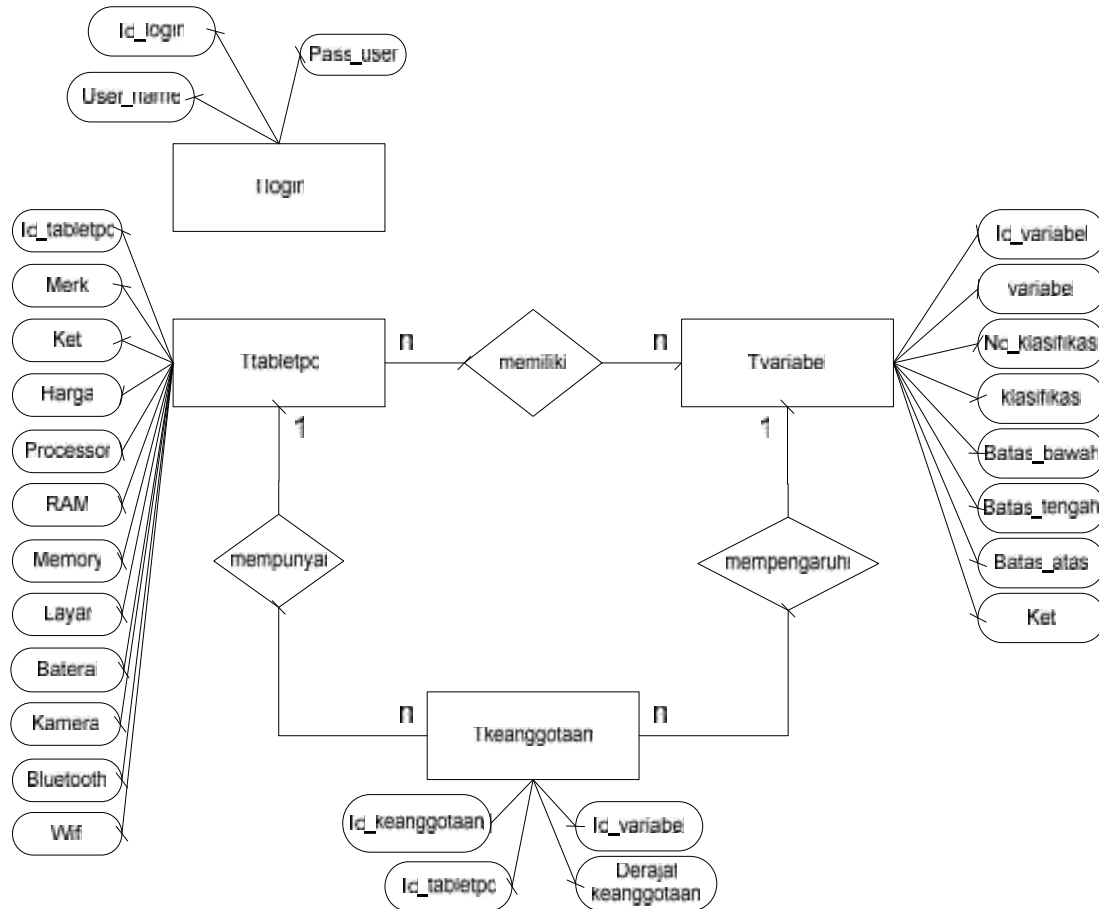 Id_login
Pass_user
User_name
Tlogin
Id_tabletpc
Merk
Ket
Harga
Processor
RAM
Memory
Layar
Baterai
Kamera
Bluetooth
Wifi
Ttabletpc
n
memiliki
n
Tvariabel
1
1
Id_variabel
variabel
No_klasifikasi
klasifikasi
Batas_bawah
Batas_tengah
Batas_atas
Ket
mempunyai
mempengaruhi
n
Tkeanggotaan
n
Id_keanggotaan
Id_variabel
Id_tabletpc
Derajat
keanggotaan